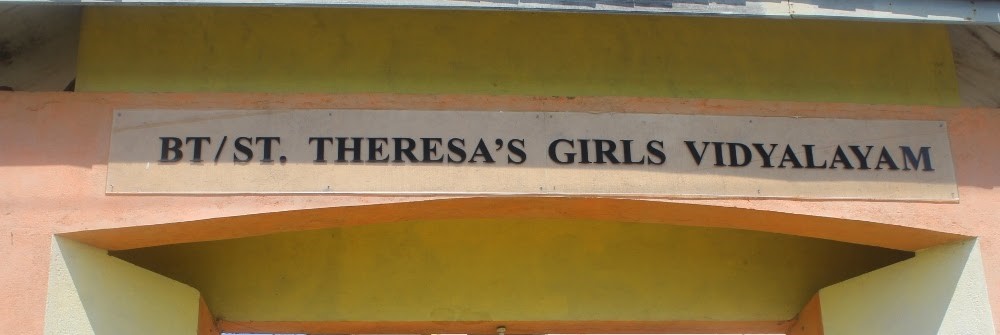 BT/ST. THERESA'S GIRLS VIDYALAYAM